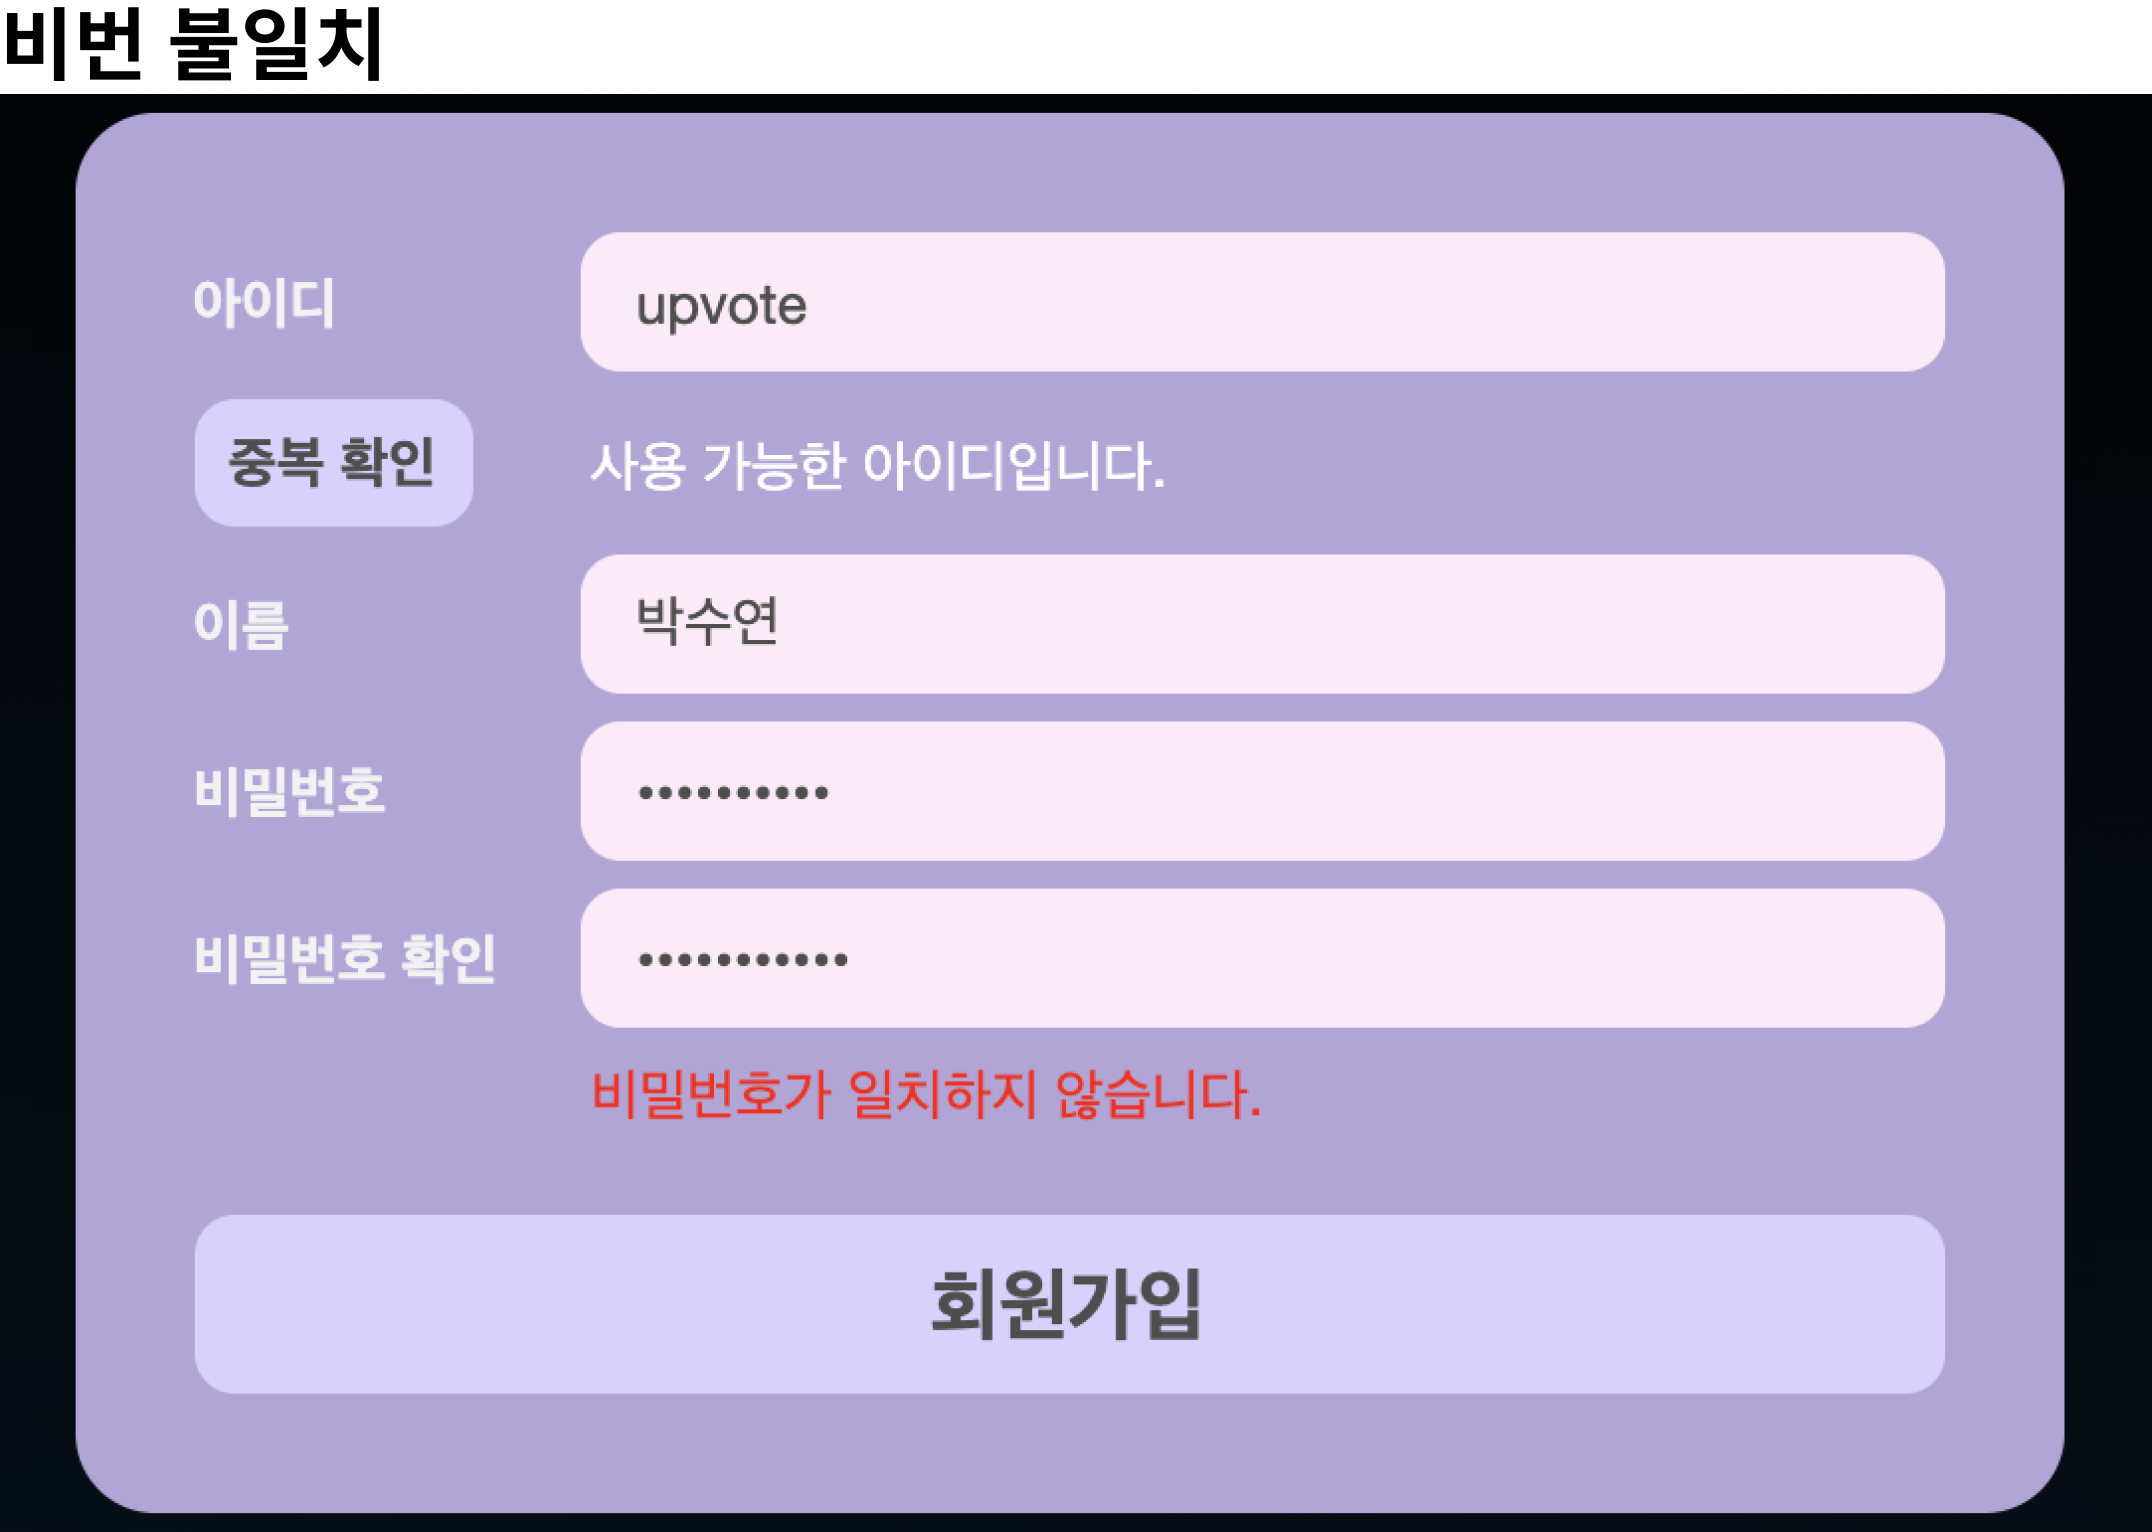 비번 불일치
아이디
upvote
중복 확인
사용 가능한 아이디입니다.
이름
박수연
비밀번호
••••••••••
비밀번호 확인
•••••••••••
비밀번호가 일치하지 않습니다.
회원가입